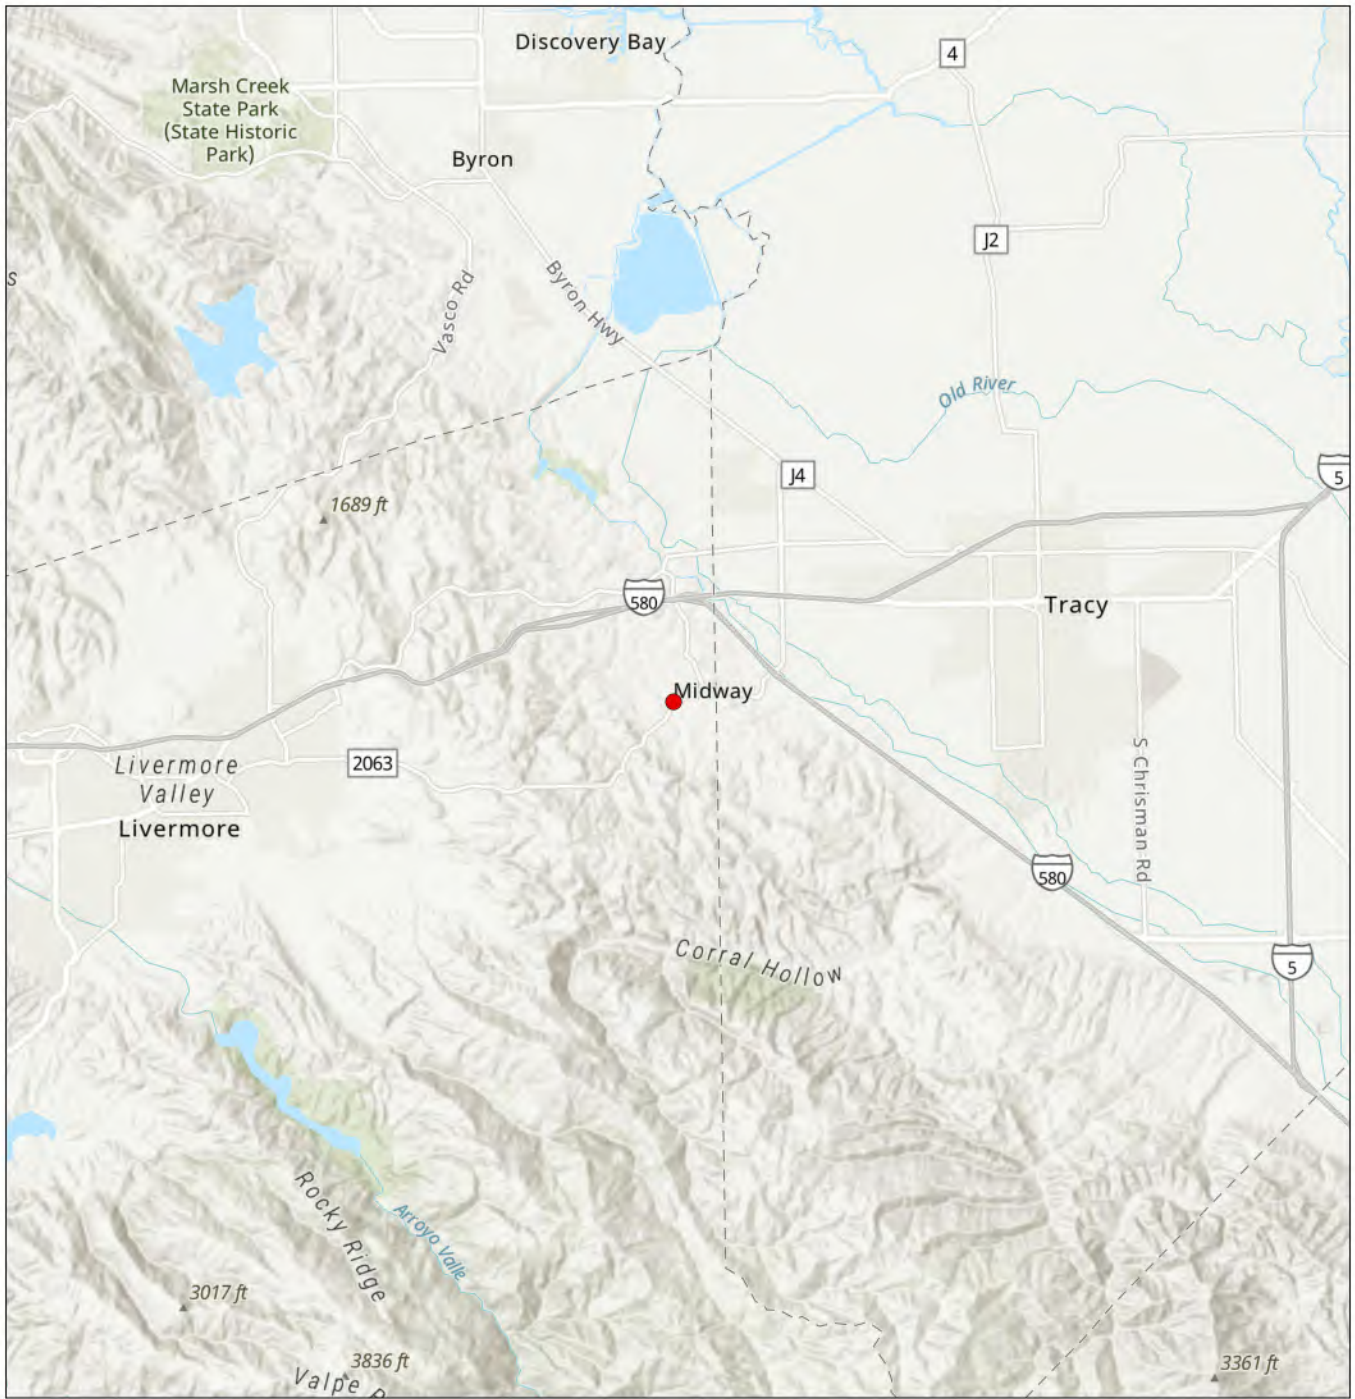 Discovery Bay
4
Marsh Creek
State Park
(State Historic
Park)
Byron
J2
s
Vasco Rd
Byron Hwy
Old River
J4
5
1689 ft
580
Tracy
Midway
Livermore
Valley
2063
S Chrisman Rd
Livermore
580
Corral Hollow
5
Rocky Ridge
Arroyo Valle
3017 ft
3836 ft
3361 ft
Valpe